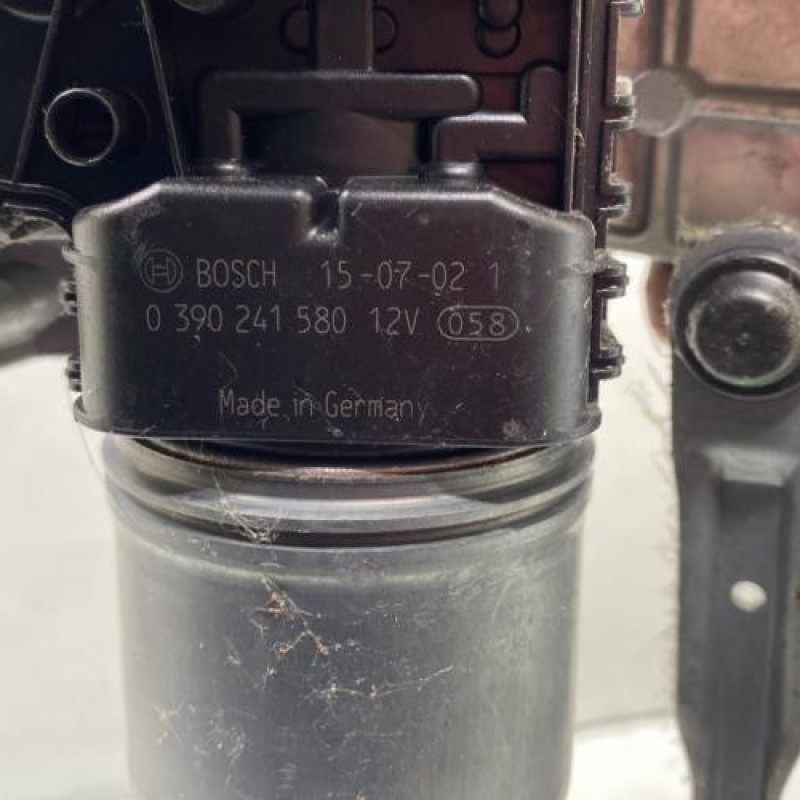 BOSCH 15-07-02 1
0 390 241 580 12V 058
Made in Germany